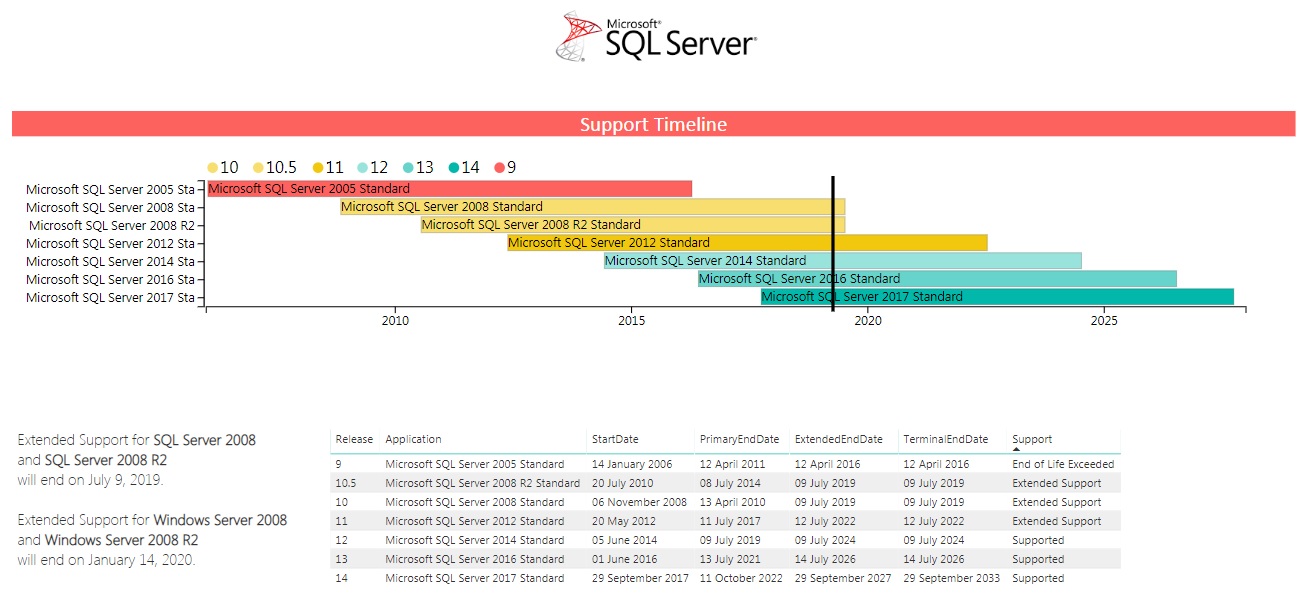 Microsoft®
SQL Server®
Support Timeline
10 10.5 11 12 13 14 9
Microsoft SQL Server 2005 Sta Microsoft SQL Server 2005 Standard
Microsoft SQL Server 2008 Sta Microsoft SQL Server 2008 Standard
Microsoft SQL Server 2008 R2 Microsoft SQL Server 2008 R2 Standard
Microsoft SQL Server 2012 Sta Microsoft SQL Server 2012 Standard
Microsoft SQL Server 2014 Sta Microsoft SQL Server 2014 Standard
Microsoft SQL Server 2016 Sta Microsoft SQL Server 2016 Standard
Microsoft SQL Server 2017 Sta Microsoft SQL Server 2017 Standard
2010 2015 2020 2025
Extended Support for SQL Server 2008
and SQL Server 2008 R2
will end on July 9, 2019.
Extended Support for Windows Server 2008
and Windows Server 2008 R2
will end on January 14, 2020.
Release Application StartDate PrimaryEndDate ExtendedEndDate TerminalEndDate Support
9 Microsoft SQL Server 2005 Standard 14 January 2006 12 April 2011 12 April 2016 12 April 2016 End of Life Exceeded
10.5 Microsoft SQL Server 2008 R2 Standard 20 July 2010 08 July 2014 09 July 2019 09 July 2019 Extended Support
10 Microsoft SQL Server 2008 Standard 06 November 2008 13 April 2010 09 July 2019 09 July 2019 Extended Support
11 Microsoft SQL Server 2012 Standard 20 May 2012 11 July 2017 12 July 2022 12 July 2022 Extended Support
12 Microsoft SQL Server 2014 Standard 05 June 2014 09 July 2019 09 July 2024 09 July 2024 Supported
13 Microsoft SQL Server 2016 Standard 01 June 2016 13 July 2021 14 July 2026 14 July 2026 Supported
14 Microsoft SQL Server 2017 Standard 29 September 2017 11 October 2022 29 September 2027 29 September 2033 Supported